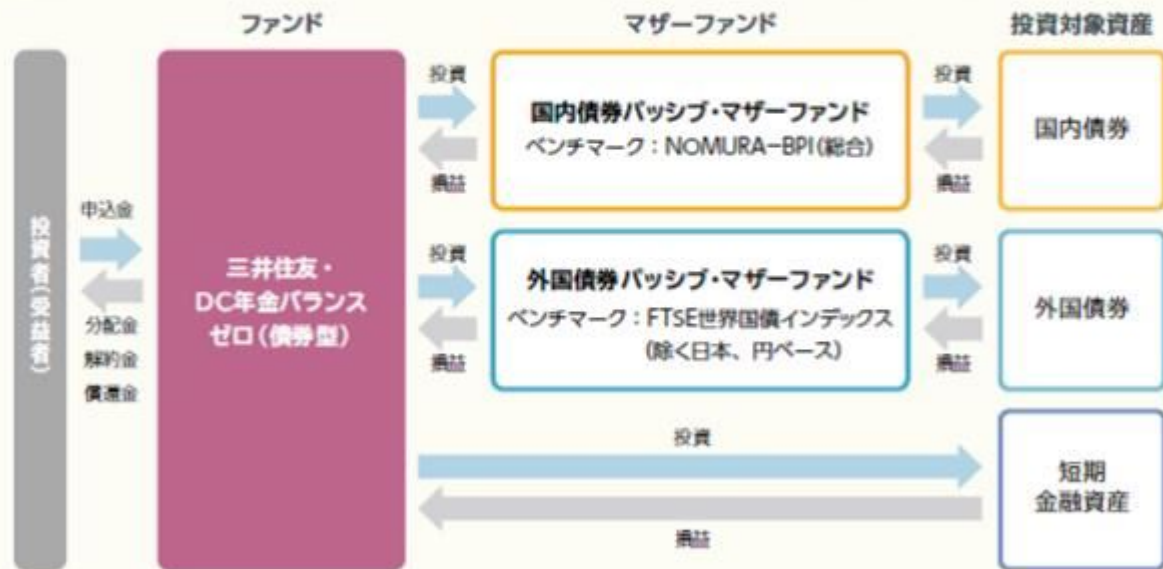 ファンド
マザーファンド
投資対象資産
投資者(受益者)
申込金
分配金
解約金
償還金
三井住友・
DC年金バランス
ゼロ(債券型)
投資
損益
国内債券パッシブ・マザーファンド
ベンチマーク:NOMURA-BPI(総合)
投資
損益
国内債券
投資
損益
外国債券パッシブ・マザーファンド
ベンチマーク:FTSE世界国債インデックス
(除く日本、円ベース)
投資
損益
外国債券
投資
損益
短期
金融資産